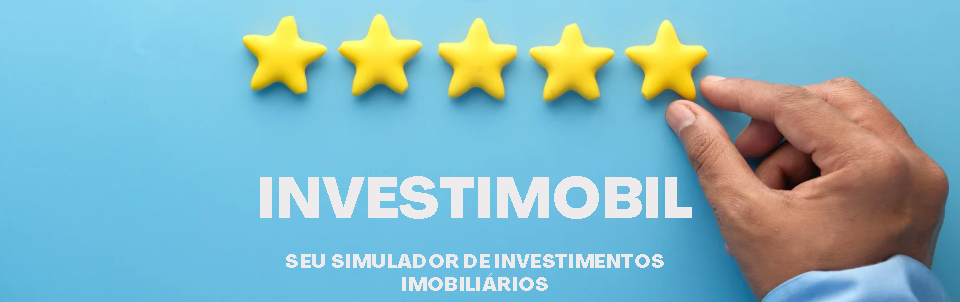 INVESTIMOBIL
SEU SIMULADOR DE INVESTIMENTOS
IMOBILIÁRIOS